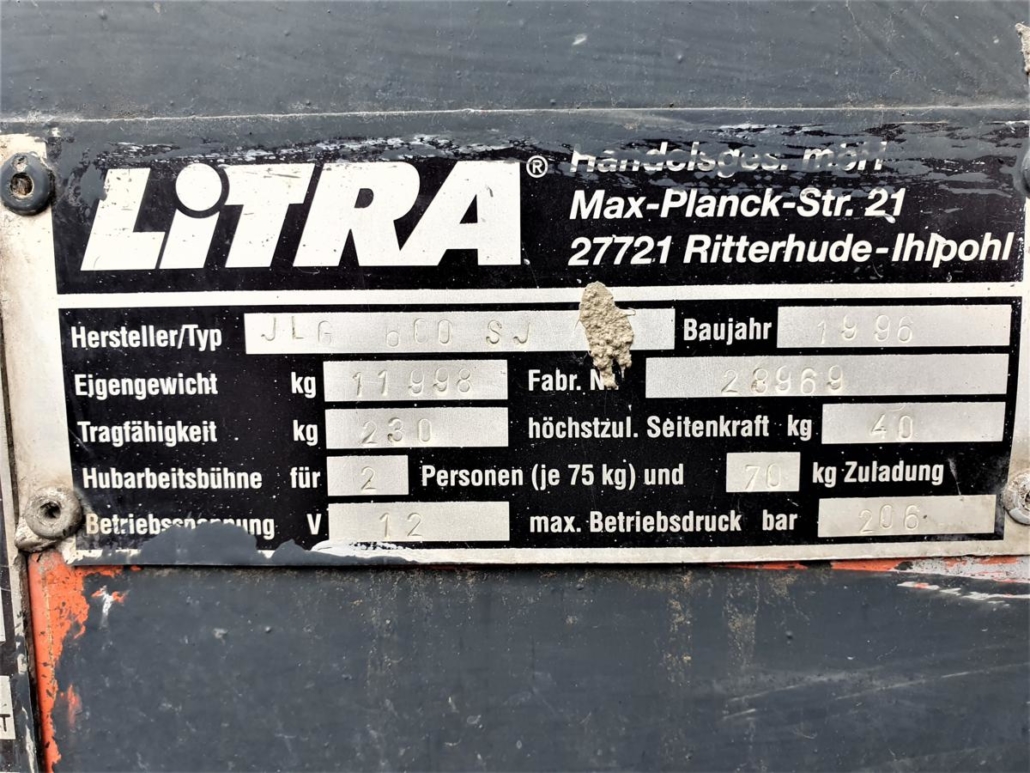 LiTRA® Handelsges. mbH
Max-Planck-Str. 21
27721 Ritterhude-Ihlpohl
Hersteller/Typ JLG 600 SJ Baujahr 1996
Eigengewicht kg 11998 Fabr. Nr. 23969
Tragfähigkeit kg 230 höchstzul. Seitenkraft kg 40
Hubarbeitsbühne für 2 Personen (je 75 kg) und 70 kg Zuladung
Betriebsspannung V 12 max. Betriebsdruck bar 206